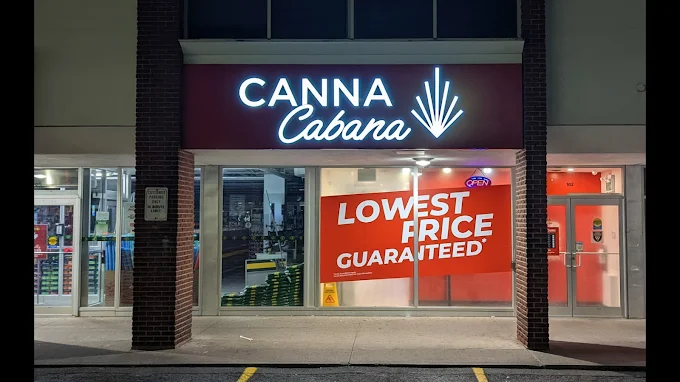 CANNA
Cabana
OPEN
LOWEST
PRICE
GUARANTEED*